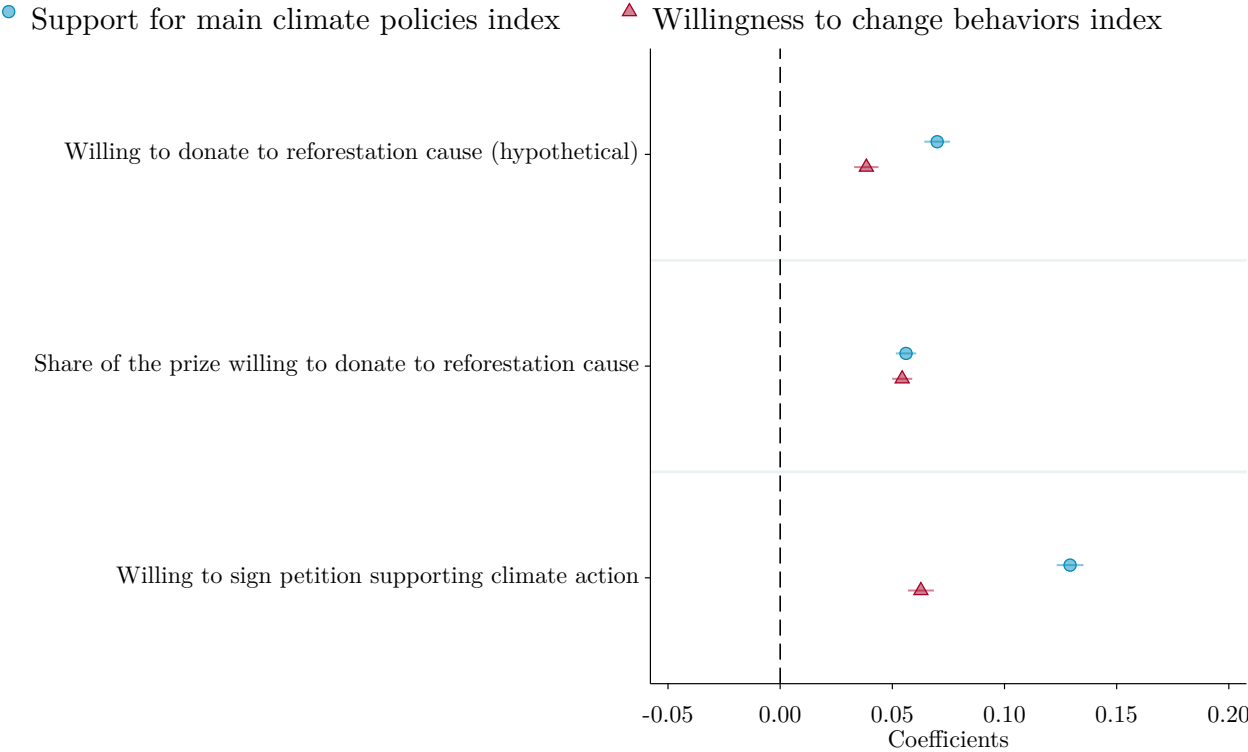 Support for main climate policies index
Willingness to change behaviors index
Willing to donate to reforestation cause (hypothetical)
Share of the prize willing to donate to reforestation cause
Willing to sign petition supporting climate action
-0.05 0.00 0.05 0.10 0.15 0.20
Coefficients